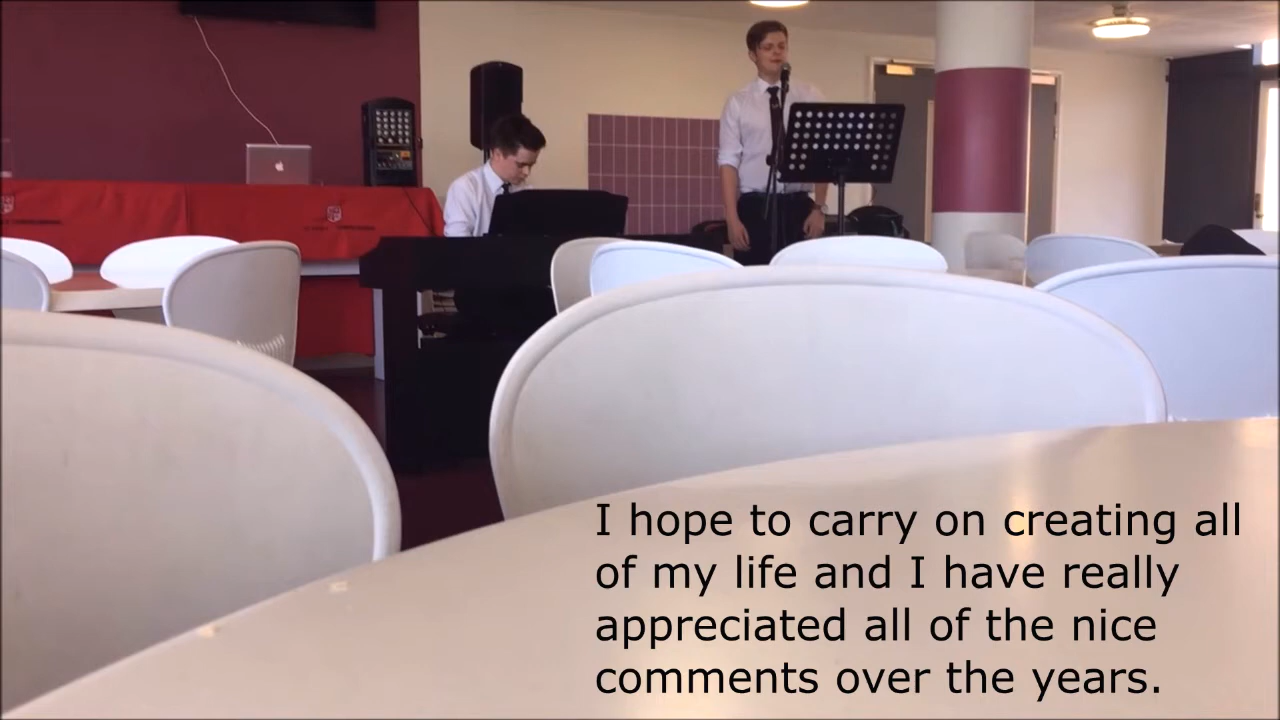 I hope to carry on creating all
of my life and I have really
appreciated all of the nice
comments over the years.